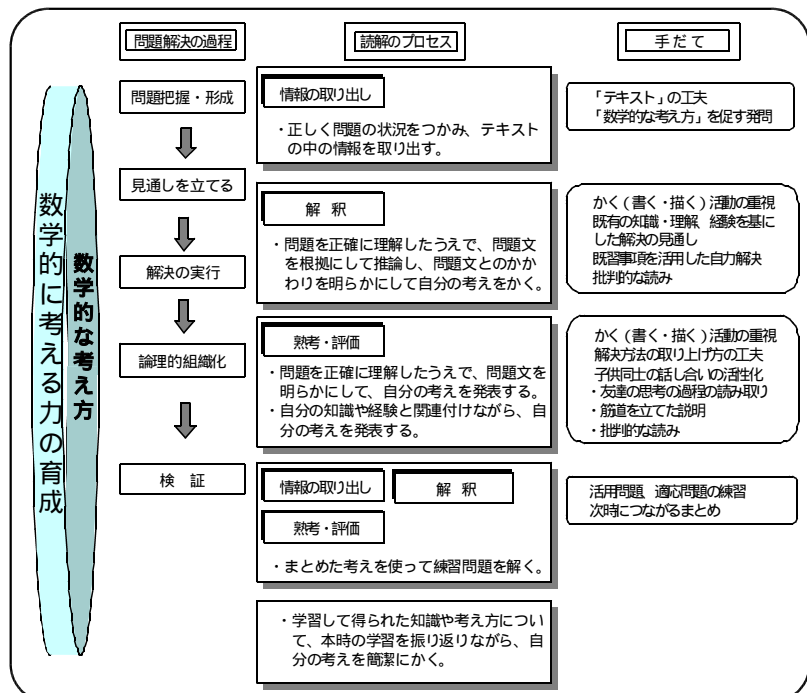 問題解決の過程
読解のプロセス
手だて
数学的に考える力の育成
数学的な考え方
問題把握・形成
見通しを立てる
解決の実行
論理的組織化
検 証
情報の取り出し
・正しく問題の状況をつかみ、テキスト
の中の情報を取り出す。
解 釈
・問題を正確に理解したうえで、問題文
を根拠にして推論し、問題文とのかか
わりを明らかにして自分の考えをかく。
熟考・評価
・問題を正確に理解したうえで、問題文を
明らかにして、自分の考えを発表する。
・自分の知識や経験と関連付けながら、自
分の考えを発表する。
情報の取り出し
解 釈
熟考・評価
・まとめた考えを使って練習問題を解く。
・学習して得られた知識や考え方につい
て、本時の学習を振り返りながら、自
分の考えを簡潔にかく。
「テキスト」の工夫
「数学的な考え方」を促す発問
かく(書く・描く)活動の重視
既有の知識・理解、経験を基に
した解決の見通し
既習事項を活用した自力解決
批判的な読み
かく(書く・描く)活動の重視
解決方法の取り上げ方の工夫
子供同士の話し合いの活性化
・友達の思考の過程の読み取り
・筋道を立てた説明
・批判的な読み
活用問題、適応問題の練習
次時につながるまとめ